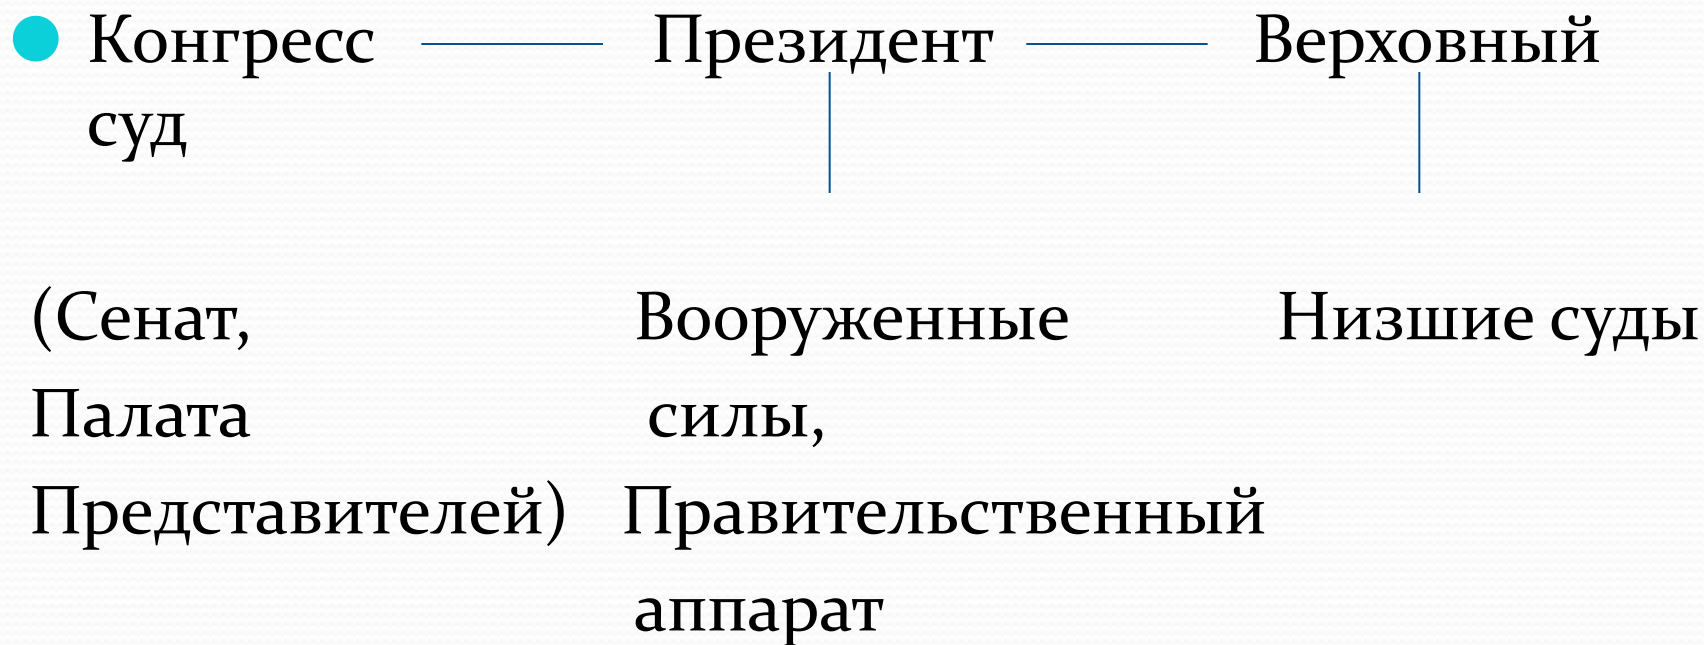 Конгресс Президент Верховный
суд
(Сенат, Вооруженные Низшие суды
Палата силы,
Представителей) Правительственный
аппарат